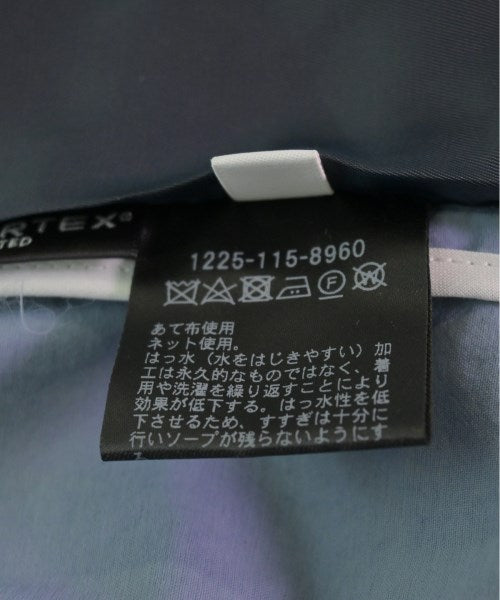 RTEX®
TED
1225-115-8960
F
W
あて布使用
ネット使用。
はっ水（水をはじきやすい）加
工は永久的なものではなく、着
用や洗濯を繰り返すことにより
効果が低下する。はっ水性を低
下させるため、すすぎは十分に
行いソープが残らないようにす